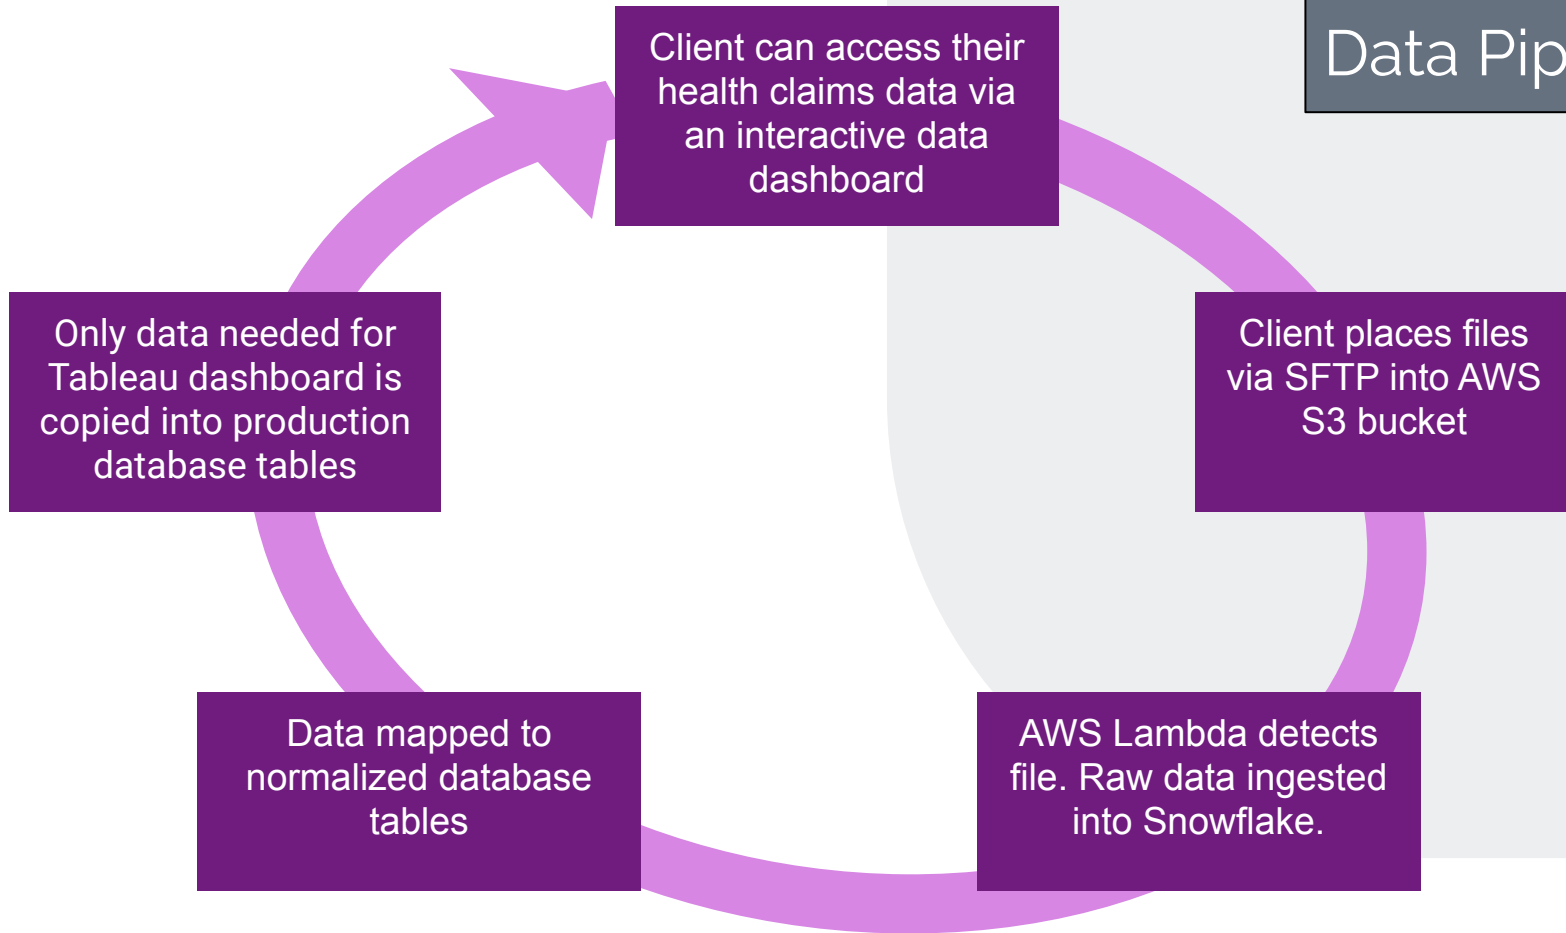 Data Pip
Client can access their
health claims data via
an interactive data
dashboard
Client places files
via SFTP into AWS
S3 bucket
AWS Lambda detects
file. Raw data ingested
into Snowflake.
Data mapped to
normalized database
tables
Only data needed for
Tableau dashboard is
copied into production
database tables